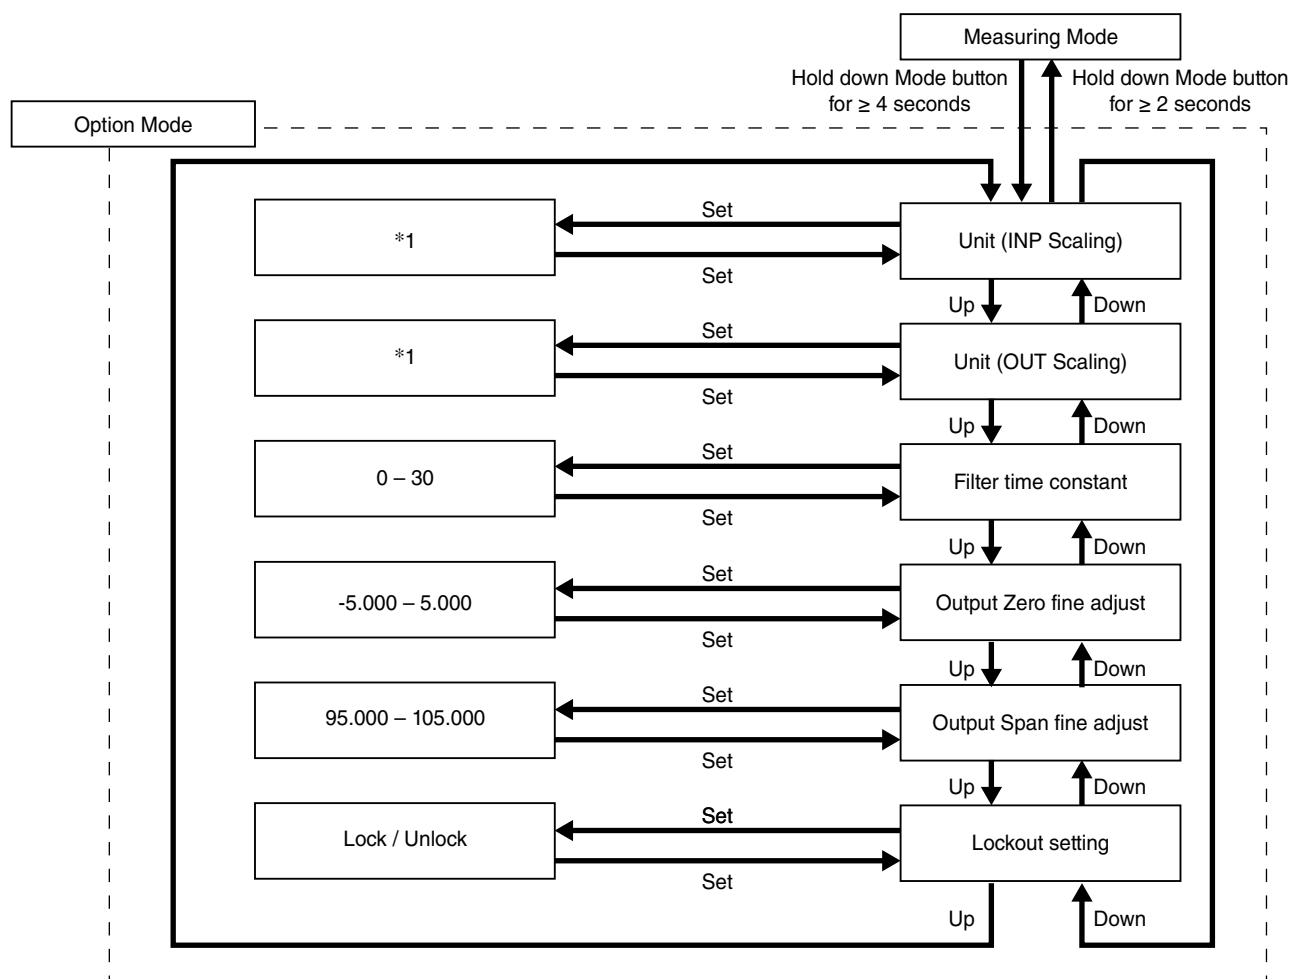 Measuring Mode
Hold down Mode button
for ≥ 4 seconds
Hold down Mode button
for ≥ 2 seconds
Option Mode
*1
Set
Set
Unit (INP Scaling)
Up
Down
*1
Set
Set
Unit (OUT Scaling)
Up
Down
0 – 30
Set
Set
Filter time constant
Up
Down
-5.000 – 5.000
Set
Set
Output Zero fine adjust
Up
Down
95.000 – 105.000
Set
Set
Output Span fine adjust
Up
Down
Lock / Unlock
Set
Set
Lockout setting
Up
Down